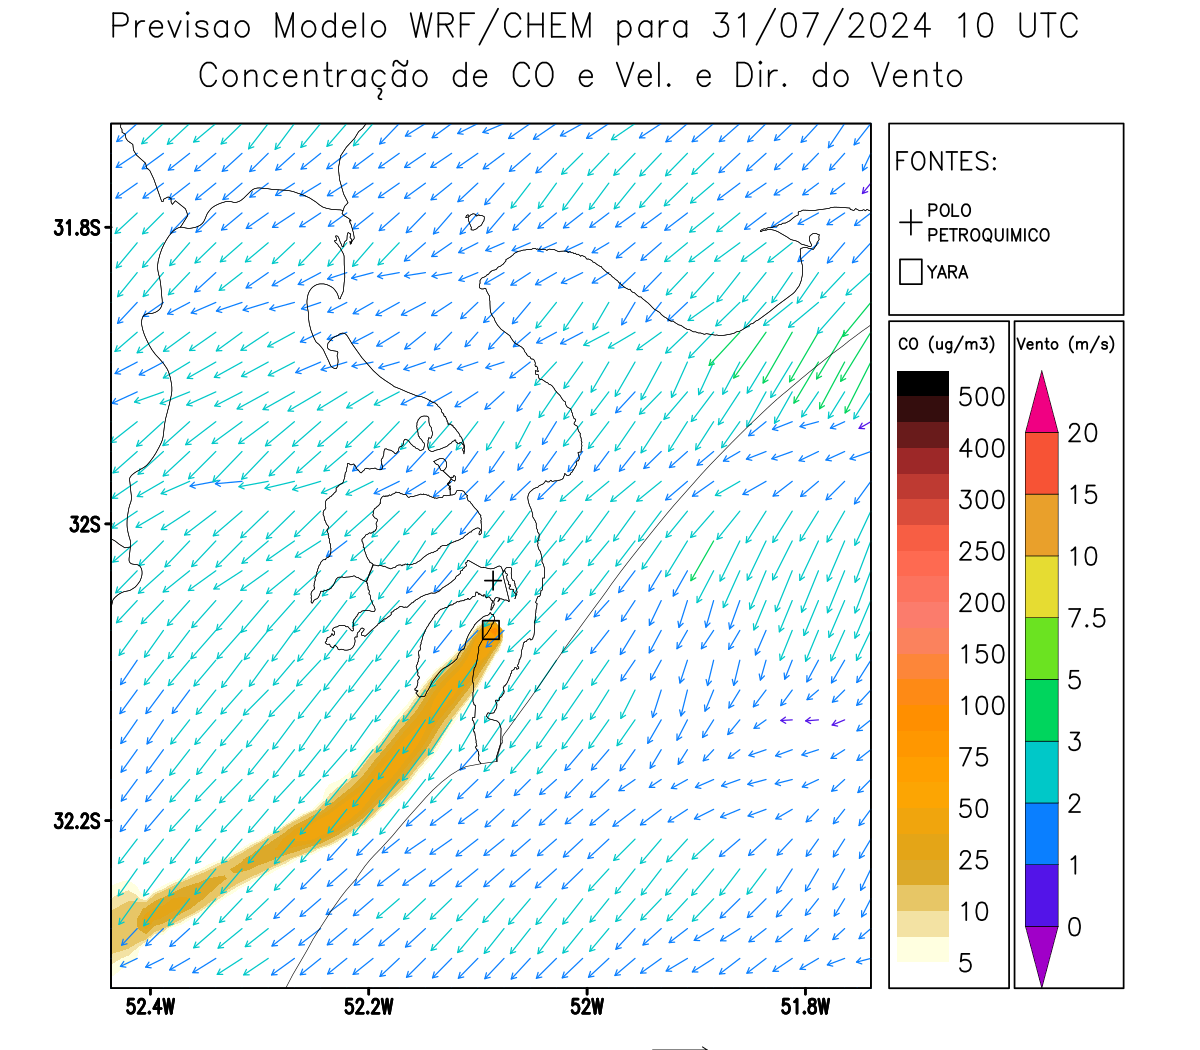 Previsao Modelo WRF/CHEM para 31/07/2024 10 UTC
Concentração de CO e Vel. e Dir. do Vento
FONTES:
POLO
PETROQUIMICO
YARA
CO (ug/m3)
500
400
300
250
200
150
100
75
50
25
10
5
Vento (m/s)
20
15
10
7.5
5
3
2
1
0
31.8S
32S
32.2S
52.4W
52.2W
52W
51.8W